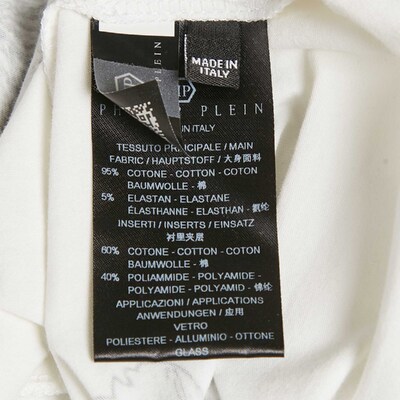 PLEIN
MADE IN
ITALY
PH PLEIN
IN ITALY
TESSUTO PRINCIPALE / MAIN
FABRIC / HAUPTSTOFF / 大身面料
95% COTONE - COTTON - COTON
BAUMWOLLE - 棉
5% ELASTAN - ELASTANE
ÉLASTHANNE - ELASTHAN - 氨纶
INSERTI / INSERTS / EINSATZ
衬里夹层
60% COTONE - COTTON - COTON
BAUMWOLLE - 棉
40% POLIAMMIDE - POLYAMIDE -
POLYAMIDE - POLYAMID - 锦纶
APPLICAZIONI / APPLICATIONS
ANWENDUNGEN / 应用
VETRO
POLIESTERE - ALLUMINIO - OTTONE
GLASS